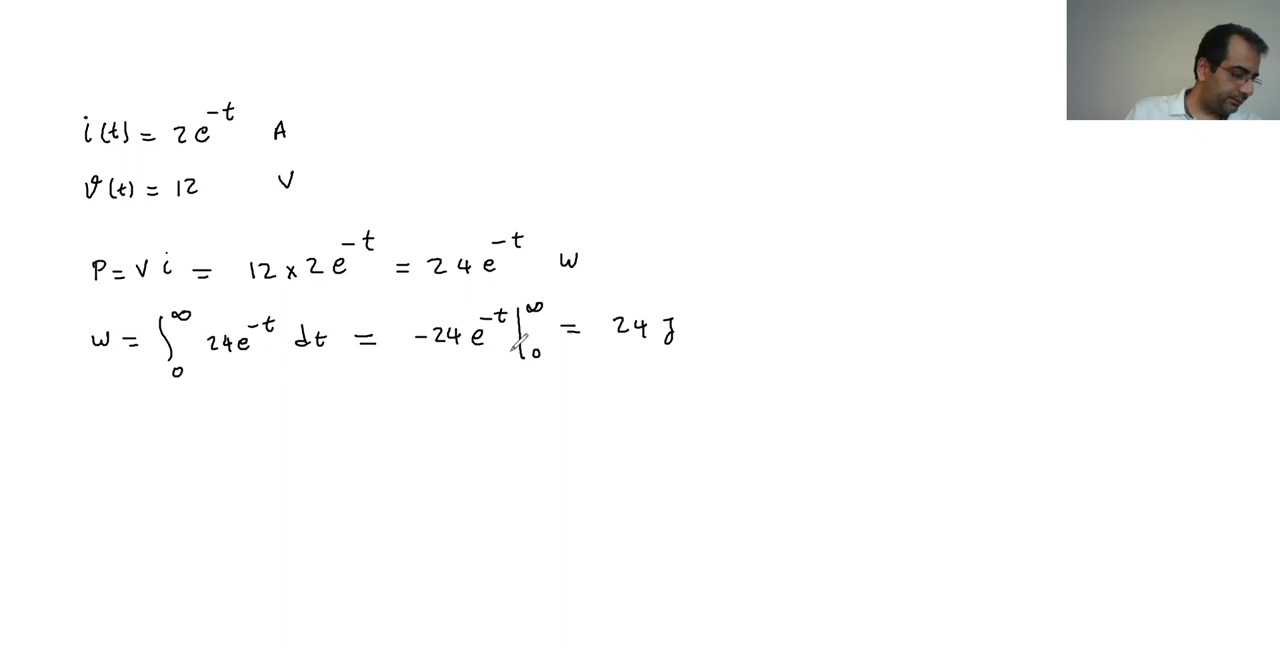 i(t) = 2e^{-t} A
v(t) = 12 V
P = V i = 12 × 2e^{-t} = 24e^{-t} W
w = ∫_0^∞ 24e^{-t} dt = -24e^{-t} |_0^∞ = 24 J